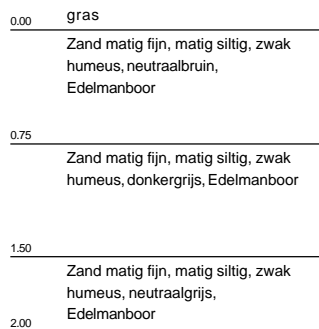 gras
0.00
Zand matig fijn, matig siltig, zwak
humeus, neutraalbruin,
Edelmanboor
0.75
Zand matig fijn, matig siltig, zwak
humeus, donkergrijs, Edelmanboor
1.50
Zand matig fijn, matig siltig, zwak
humeus, neutraalgrijs,
Edelmanboor
2.00